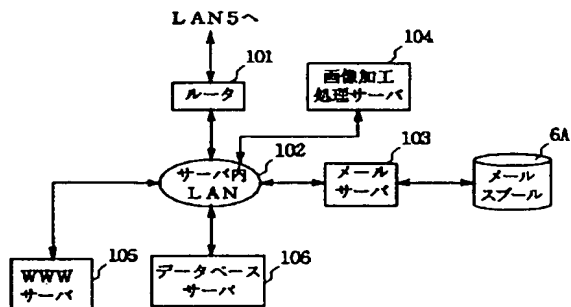 LAN5へ
101
ルータ
104
画像加工
処理サーバ
102
サーバ内
LAN
103
メール
サーバ
6A
メール
スプール
105
WWW
サーバ
106
データベース
サーバ